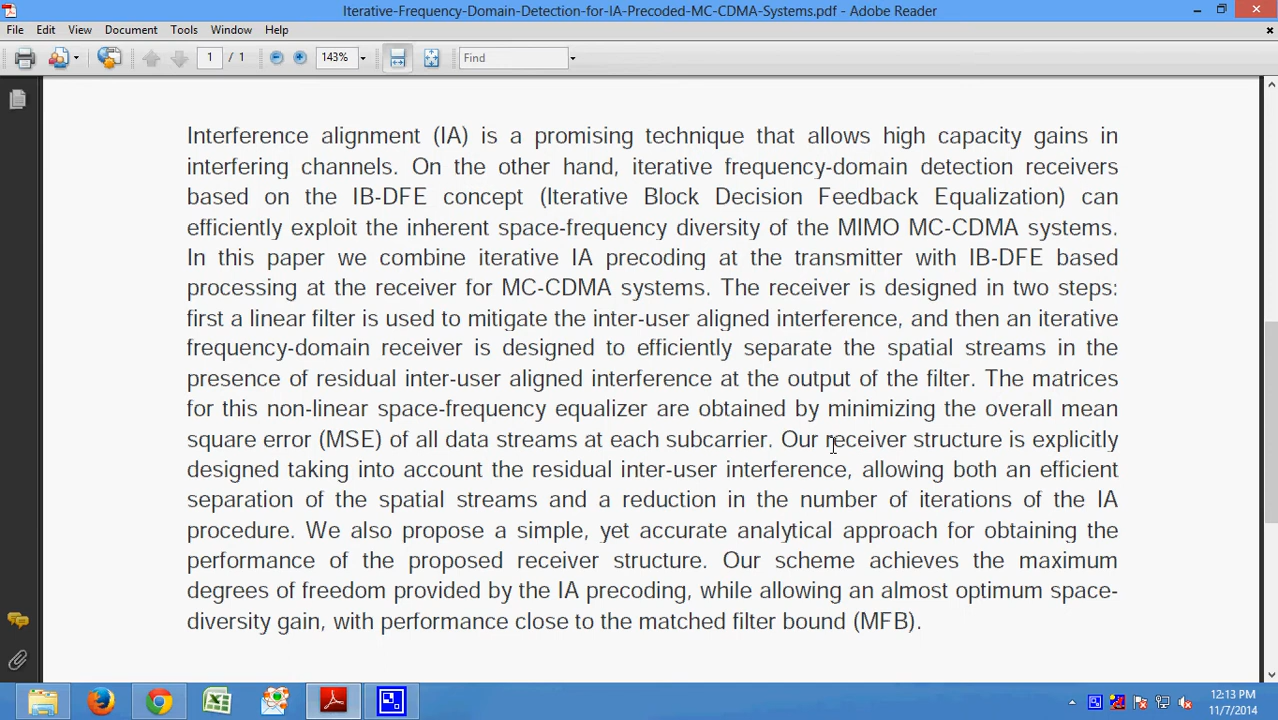 Iterative-Frequency-Domain-Detection-for-IA-Precoded-MC-CDMA-Systems.pdf - Adobe Reader
File Edit View Document Tools Window Help
1 / 1 143% Find
Interference alignment (IA) is a promising technique that allows high capacity gains in
interfering channels. On the other hand, iterative frequency-domain detection receivers
based on the IB-DFE concept (Iterative Block Decision Feedback Equalization) can
efficiently exploit the inherent space-frequency diversity of the MIMO MC-CDMA systems.
In this paper we combine iterative IA precoding at the transmitter with IB-DFE based
processing at the receiver for MC-CDMA systems. The receiver is designed in two steps:
first a linear filter is used to mitigate the inter-user aligned interference, and then an iterative
frequency-domain receiver is designed to efficiently separate the spatial streams in the
presence of residual inter-user aligned interference at the output of the filter. The matrices
for this non-linear space-frequency equalizer are obtained by minimizing the overall mean
square error (MSE) of all data streams at each subcarrier. Our receiver structure is explicitly
designed taking into account the residual inter-user interference, allowing both an efficient
separation of the spatial streams and a reduction in the number of iterations of the IA
procedure. We also propose a simple, yet accurate analytical approach for obtaining the
performance of the proposed receiver structure. Our scheme achieves the maximum
degrees of freedom provided by the IA precoding, while allowing an almost optimum space-
diversity gain, with performance close to the matched filter bound (MFB).
12:13 PM
11/7/2014